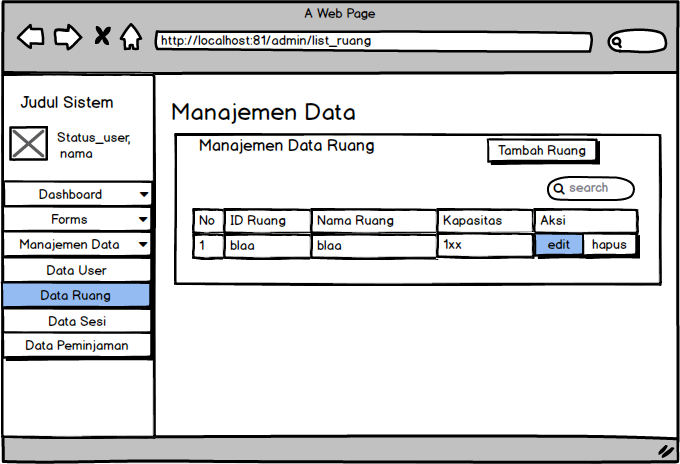 A Web Page
http://localhost:81/admin/list_ruang
Judul Sistem
Status_user,
nama
Dashboard
Forms
Manajemen Data
Data User
Data Ruang
Data Sesi
Data Peminjaman
Manajemen Data
Manajemen Data Ruang
Tambah Ruang
search
No ID Ruang Nama Ruang Kapasitas Aksi
1 blaa blaa 1xx edit hapus